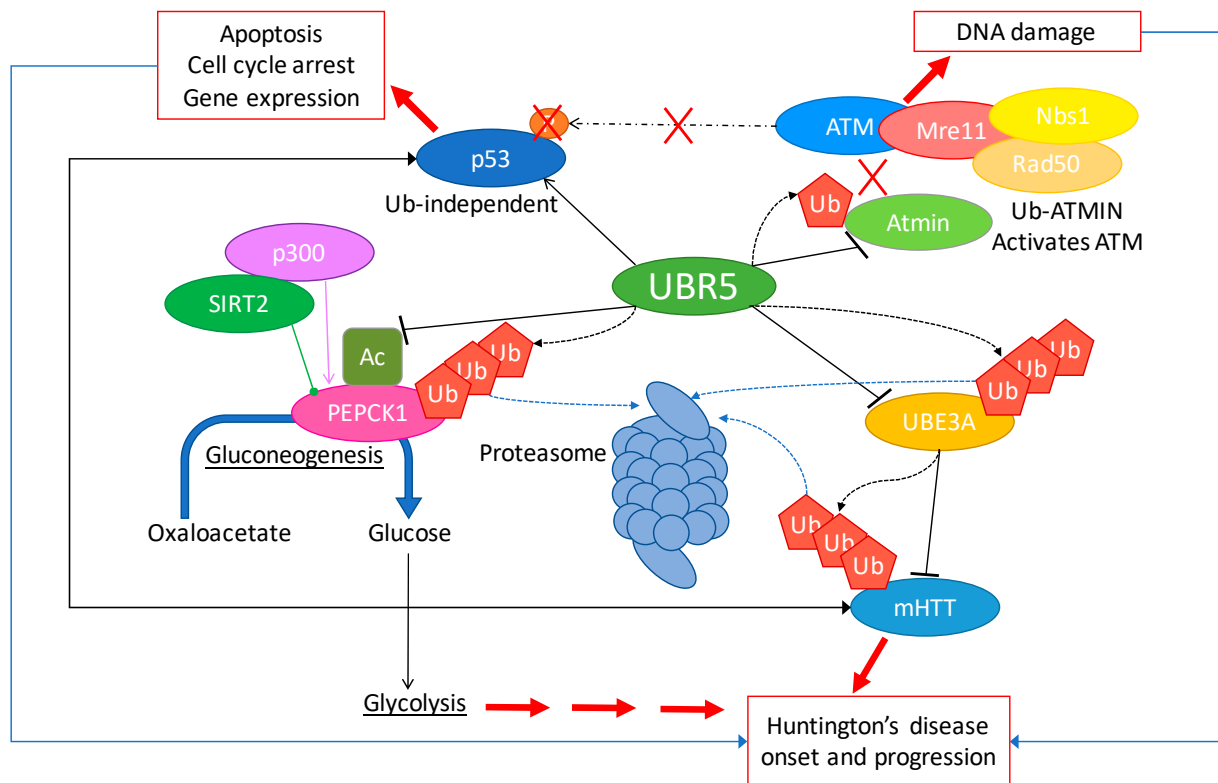 Apoptosis
Cell cycle arrest
Gene expression
DNA damage
P
ATM
Mre11
Nbs1
Rad50
p53
Ub-independent
Ub
Atmin
Ub-ATMIN
Activates ATM
p300
SIRT2
UBR5
Ac
Ub
Ub
Ub
PEPCK1
Ub
Ub
Ub
UBE3A
Gluconeogenesis
Proteasome
Oxaloacetate
Glucose
Ub
Ub
Ub
mHTT
Glycolysis
Huntington's disease
onset and progression